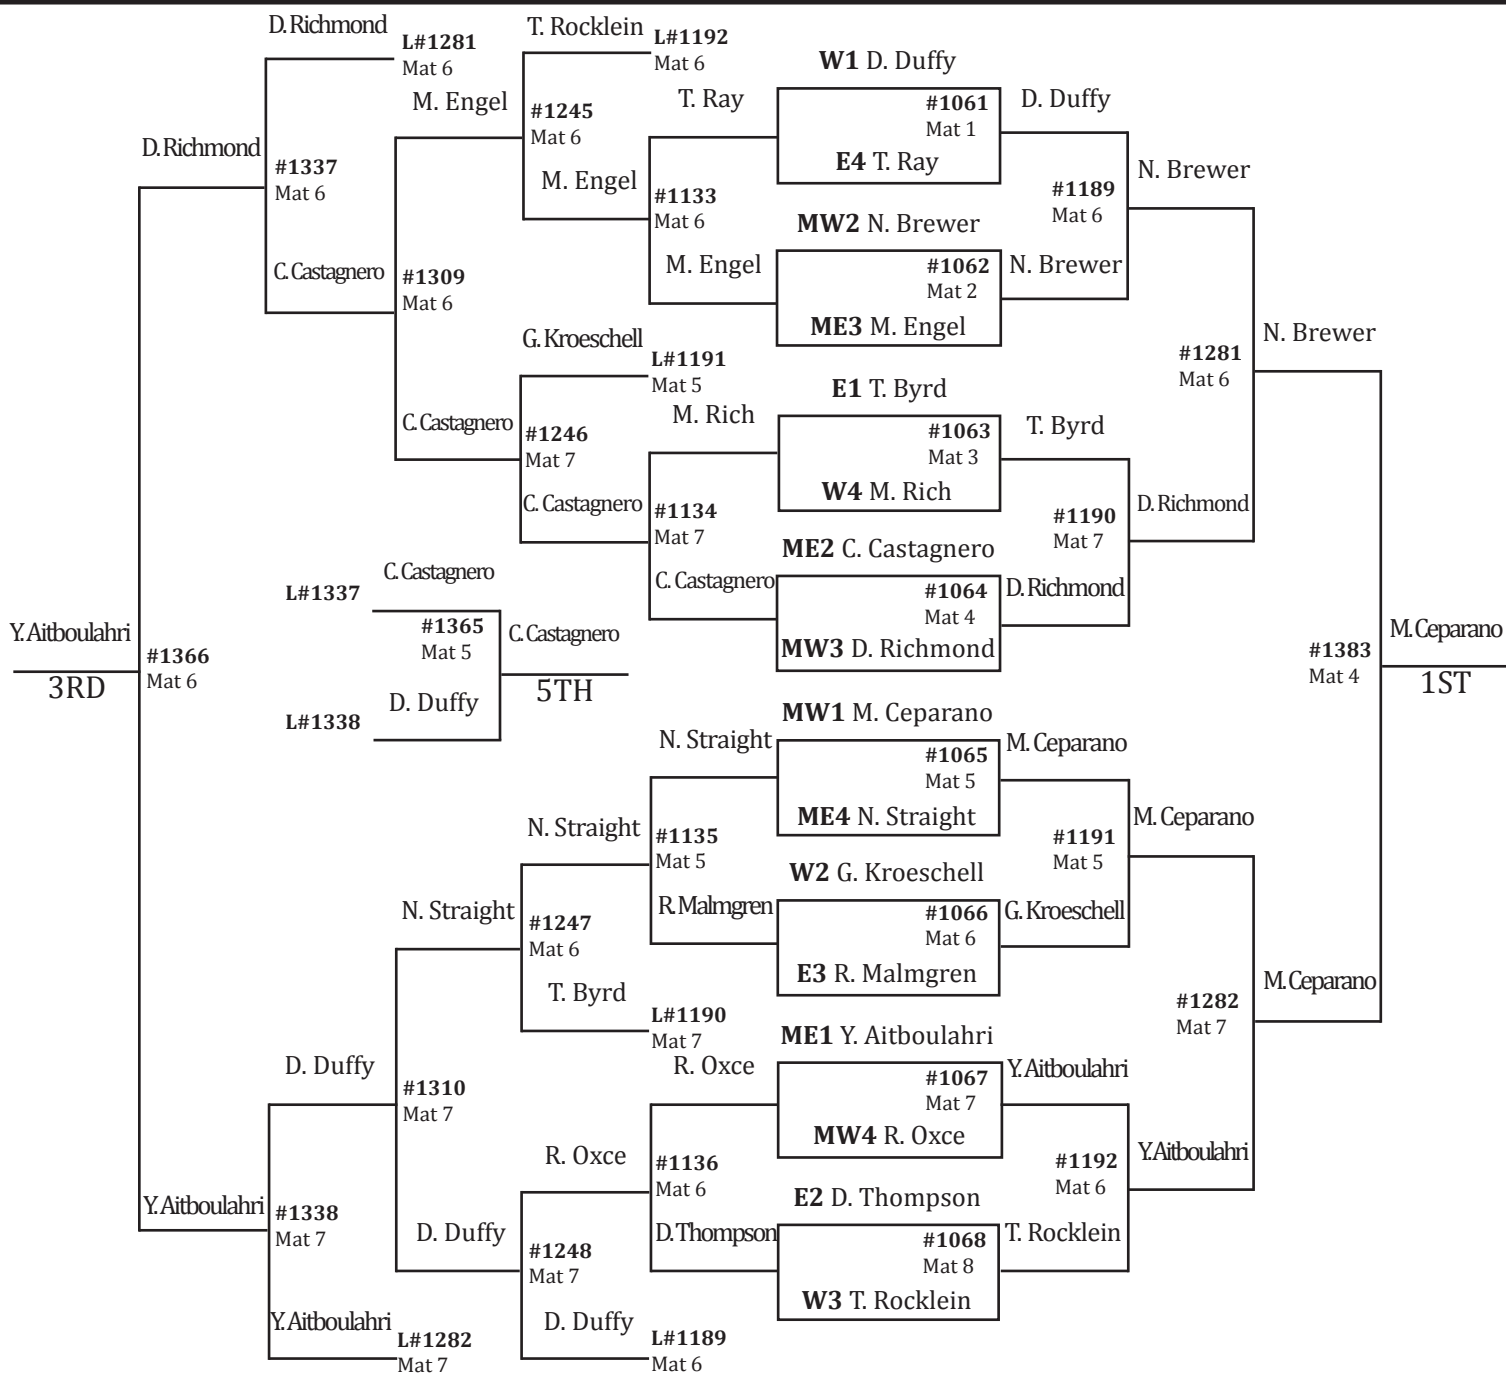 D. Richmond
L#1281
Mat 6
T. Rocklein
L#1192
Mat 6
W1 D. Duffy
M. Engel
#1245
Mat 6
T. Ray
#1061
Mat 1
D. Duffy
D. Richmond
#1337
Mat 6
M. Engel
#1133
Mat 6
E4 T. Ray
#1189
Mat 6
N. Brewer
MW2 N. Brewer
C. Castagnero
#1309
Mat 6
M. Engel
#1062
Mat 2
N. Brewer
ME3 M. Engel
G. Kroeschell
L#1191
Mat 5
#1281
Mat 6
N. Brewer
E1 T. Byrd
C. Castagnero
#1246
Mat 7
M. Rich
#1063
Mat 3
T. Byrd
W4 M. Rich
C. Castagnero
#1134
Mat 7
#1190
Mat 7
D. Richmond
ME2 C. Castagnero
C. Castagnero
#1064
Mat 4
D. Richmond
MW3 D. Richmond
L#1337
C. Castagnero
#1365
Mat 5
C. Castagnero
5TH
D. Duffy
L#1338
Y. Aitboulahri
3RD
#1366
Mat 6
#1383
Mat 4
M. Ceparano
1ST
MW1 M. Ceparano
N. Straight
#1065
Mat 5
M. Ceparano
ME4 N. Straight
N. Straight
#1135
Mat 5
#1191
Mat 5
M. Ceparano
W2 G. Kroeschell
N. Straight
#1247
Mat 6
R. Malmgren
#1066
Mat 6
G. Kroeschell
E3 R. Malmgren
T. Byrd
L#1190
Mat 7
#1282
Mat 7
M. Ceparano
ME1 Y. Aitboulahri
D. Duffy
#1310
Mat 7
R. Oxce
#1067
Mat 7
Y. Aitboulahri
MW4 R. Oxce
R. Oxce
#1136
Mat 6
#1192
Mat 6
Y. Aitboulahri
E2 D. Thompson
Y. Aitboulahri
#1338
Mat 7
D. Duffy
#1248
Mat 7
D. Thompson
#1068
Mat 8
T. Rocklein
W3 T. Rocklein
Y. Aitboulahri
L#1282
Mat 7
D. Duffy
L#1189
Mat 6